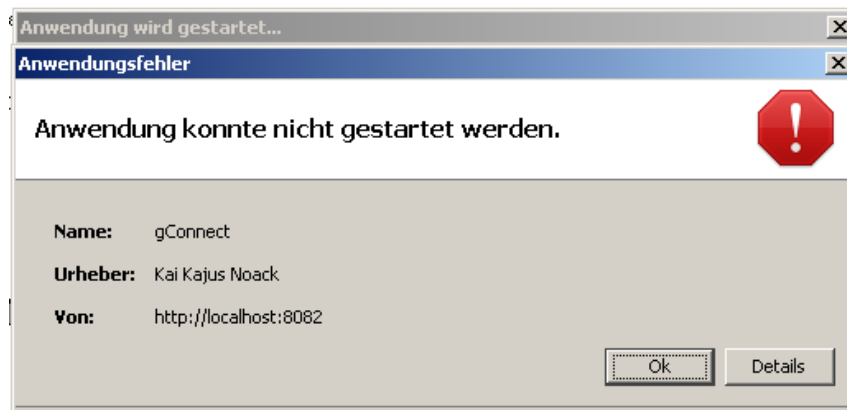 Anwendung wird gestartet...
Anwendungsfehler
Anwendung konnte nicht gestartet werden.
Name: gConnect
Urheber: Kai Kajus Noack
Von: http://localhost:8082
Ok Details